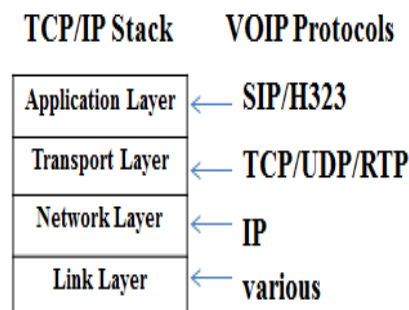 TCP/IP Stack VOIP Protocols
Application Layer SIP/H323
Transport Layer TCP/UDP/RTP
Network Layer IP
Link Layer various